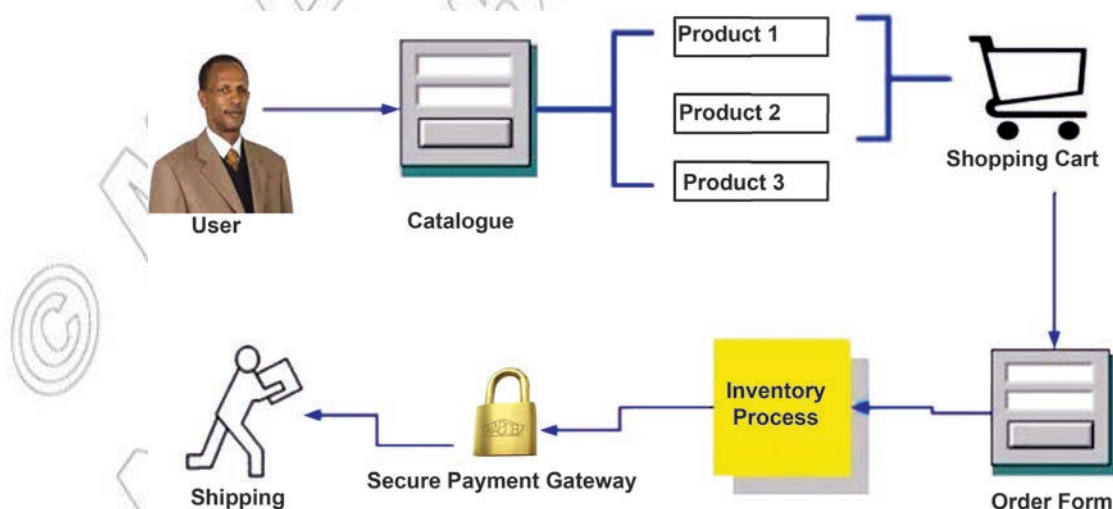 Product 1
Product 2
Product 3
Shopping Cart
User
Catalogue
Inventory
Process
Secure Payment Gateway
Shipping
Order Form
©